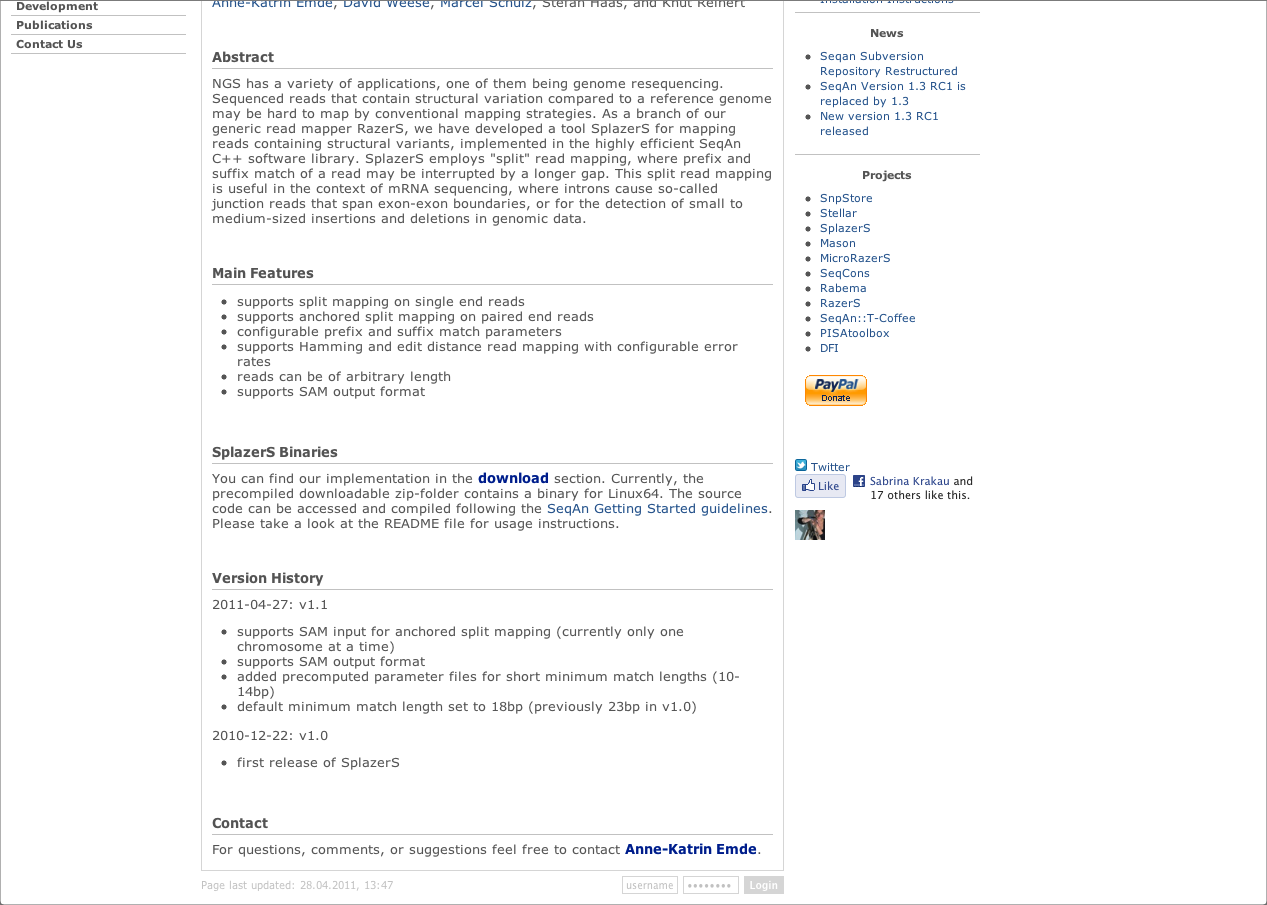 Development
Publications
Contact Us
Anne-Katrin Emde, David Weese, Marcel Schulz, Stefan Haas, and Knut Reinert
Abstract
NGS has a variety of applications, one of them being genome resequencing.
Sequenced reads that contain structural variation compared to a reference genome
may be hard to map by conventional mapping strategies. As a branch of our
generic read mapper RazerS, we have developed a tool SplazerS for mapping
reads containing structural variants, implemented in the highly efficient SeqAn
C++ software library. SplazerS employs "split" read mapping, where prefix and
suffix match of a read may be interrupted by a longer gap. This split read mapping
is useful in the context of mRNA sequencing, where introns cause so-called
junction reads that span exon-exon boundaries, or for the detection of small to
medium-sized insertions and deletions in genomic data.
Main Features
supports split mapping on single end reads
supports anchored split mapping on paired end reads
configurable prefix and suffix match parameters
supports Hamming and edit distance read mapping with configurable error
rates
reads can be of arbitrary length
supports SAM output format
SplazerS Binaries
You can find our implementation in the download section. Currently, the
precompiled downloadable zip-folder contains a binary for Linux64. The source
code can be accessed and compiled following the SeqAn Getting Started guidelines.
Please take a look at the README file for usage instructions.
Version History
2011-04-27: v1.1
supports SAM input for anchored split mapping (currently only one
chromosome at a time)
supports SAM output format
added precomputed parameter files for short minimum match lengths (10-
14bp)
default minimum match length set to 18bp (previously 23bp in v1.0)
2010-12-22: v1.0
first release of SplazerS
Contact
For questions, comments, or suggestions feel free to contact Anne-Katrin Emde.
Page last updated: 28.04.2011, 13:47
username
Login
Installation Instructions
News
Seqan Subversion
Repository Restructured
SeqAn Version 1.3 RC1 is
replaced by 1.3
New version 1.3 RC1
released
Projects
SnpStore
Stellar
SplazerS
Mason
MicroRazerS
SeqCons
Rabema
RazerS
SeqAn::T-Coffee
PISAtoolbox
DFI
PayPal
Donate
Twitter
Like
Sabrina Krakau and
17 others like this.